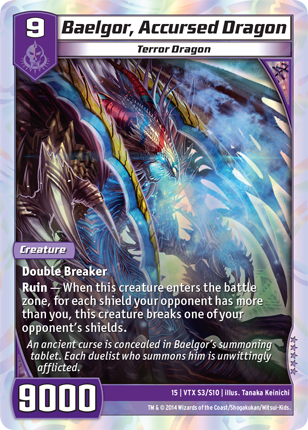 9
Baelgor, Accursed Dragon
Terror Dragon
Creature
Double Breaker
Ruin — When this creature enters the battle
zone, for each shield your opponent has more
than you, this creature breaks one of your
opponent's shields.
An ancient curse is concealed in Baelgor's summoning
tablet. Each duelist who summons him is unwittingly
afflicted.
9000
15 | VTX S3/S10 | illus. Tanaka Keinichi
TM & © 2014 Wizards of the Coast/Shogakukan/Mitsui-Kids.